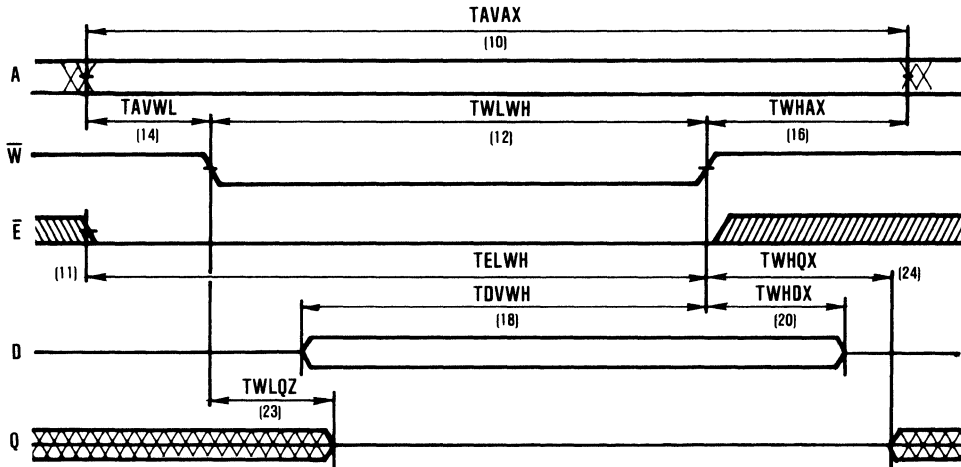 TAVAX
(10)
A
TAVWL TWLWH TWHAX
(14) (12) (16)
W̅
E̅
(11) TELWH TWHQX (24)
TDVWH TWHDX
(18) (20)
D
TWLQZ
(23)
Q